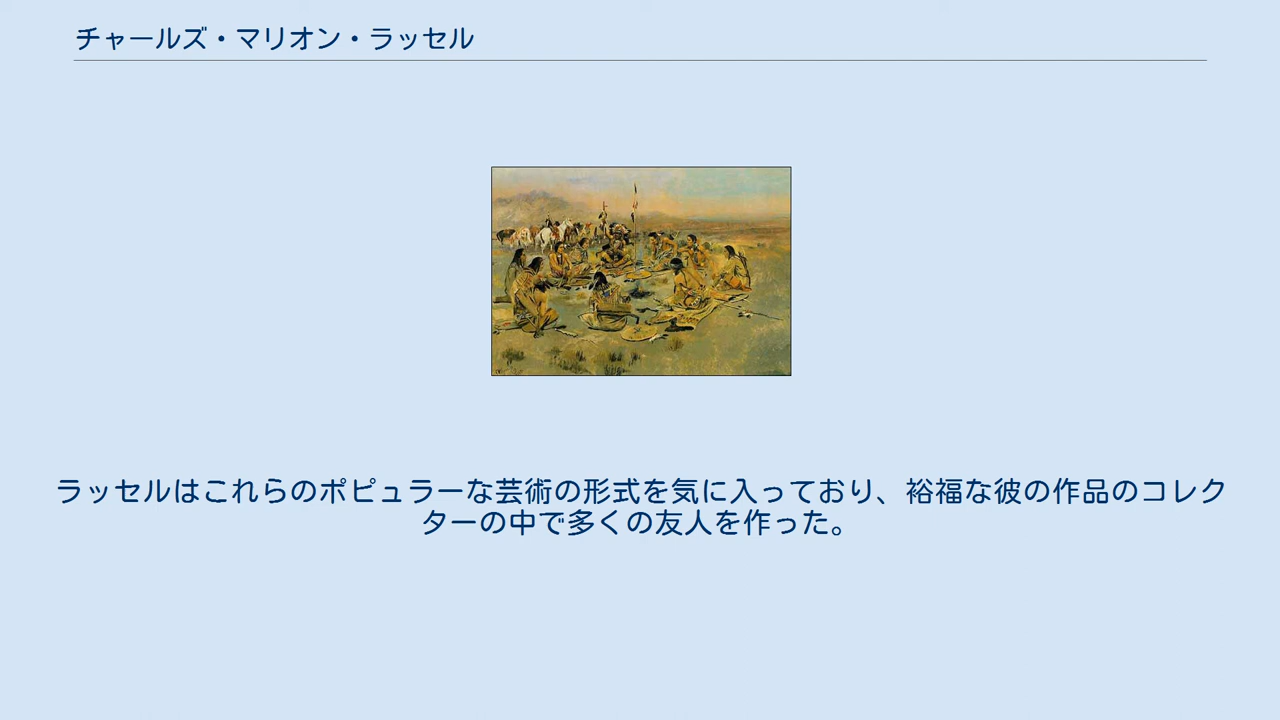 チャールズ・マリオン・ラッセル
ラッセルはこれらのポピュラーな芸術の形式を気に入っており、裕福な彼の作品のコレク
ターの中で多くの友人を作った。